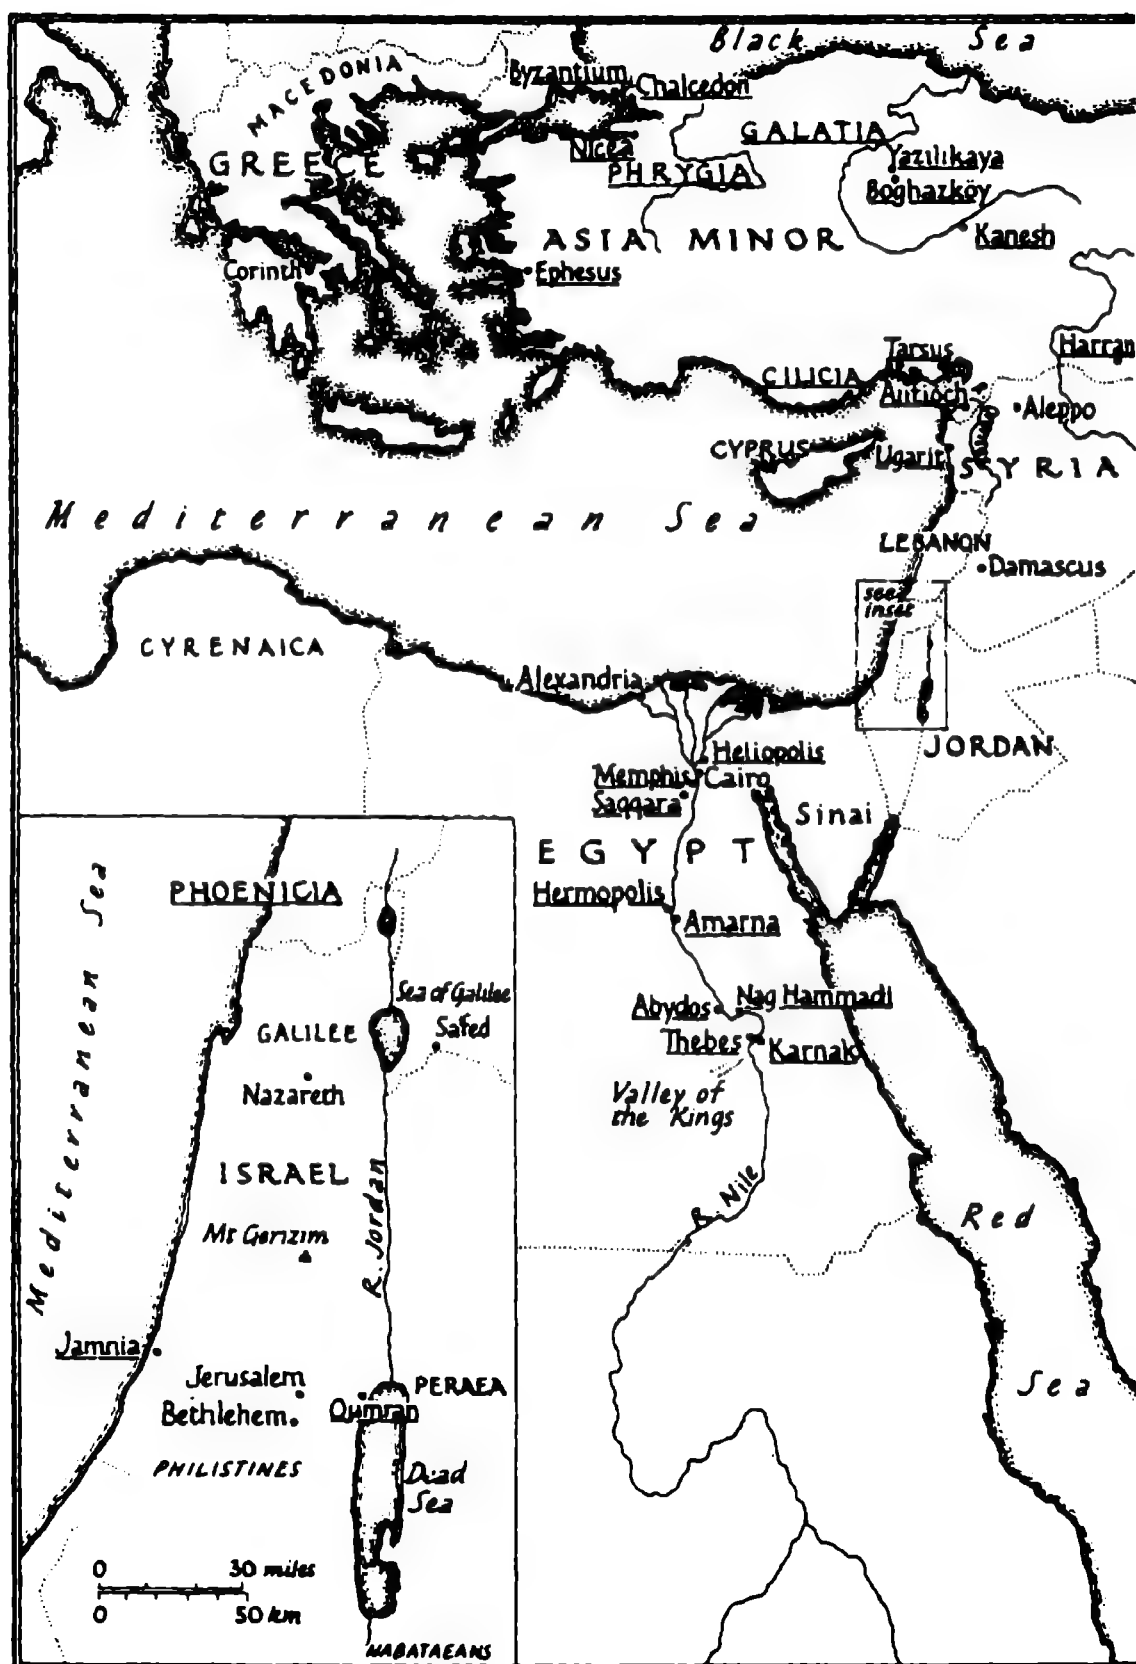 Black Sea
MACEDONIA
Byzantium
Chalcedon
GREECE
Nicea
GALATIA
PHRYGIA
Yazilikaya
Boghazköy
ASIA MINOR
Kanesh
Corinth
Ephesus
Tarsus
Harran
CILICIA
Antioch
Aleppo
CYPRUS
Ugarit
SYRIA
Mediterranean Sea
LEBANON
Damascus
see
inset
CYRENAICA
Alexandria
JORDAN
Heliopolis
Memphis
Cairo
Saqqara
Sinai
EGYPT
Hermopolis
Amarna
Abydos
Nag Hammadi
Thebes
Karnak
Valley of
the Kings
R. Nile
Red
Sea
Mediterranean Sea
PHOENICIA
Sea of Galilee
GALILEE
Safed
Nazareth
ISRAEL
R. Jordan
Mt Gerizim
Jamnia
Jerusalem
PERAEA
Bethlehem
Qumran
PHILISTINES
Dead
Sea
0 30 miles
0 50 km
NABATAEANS